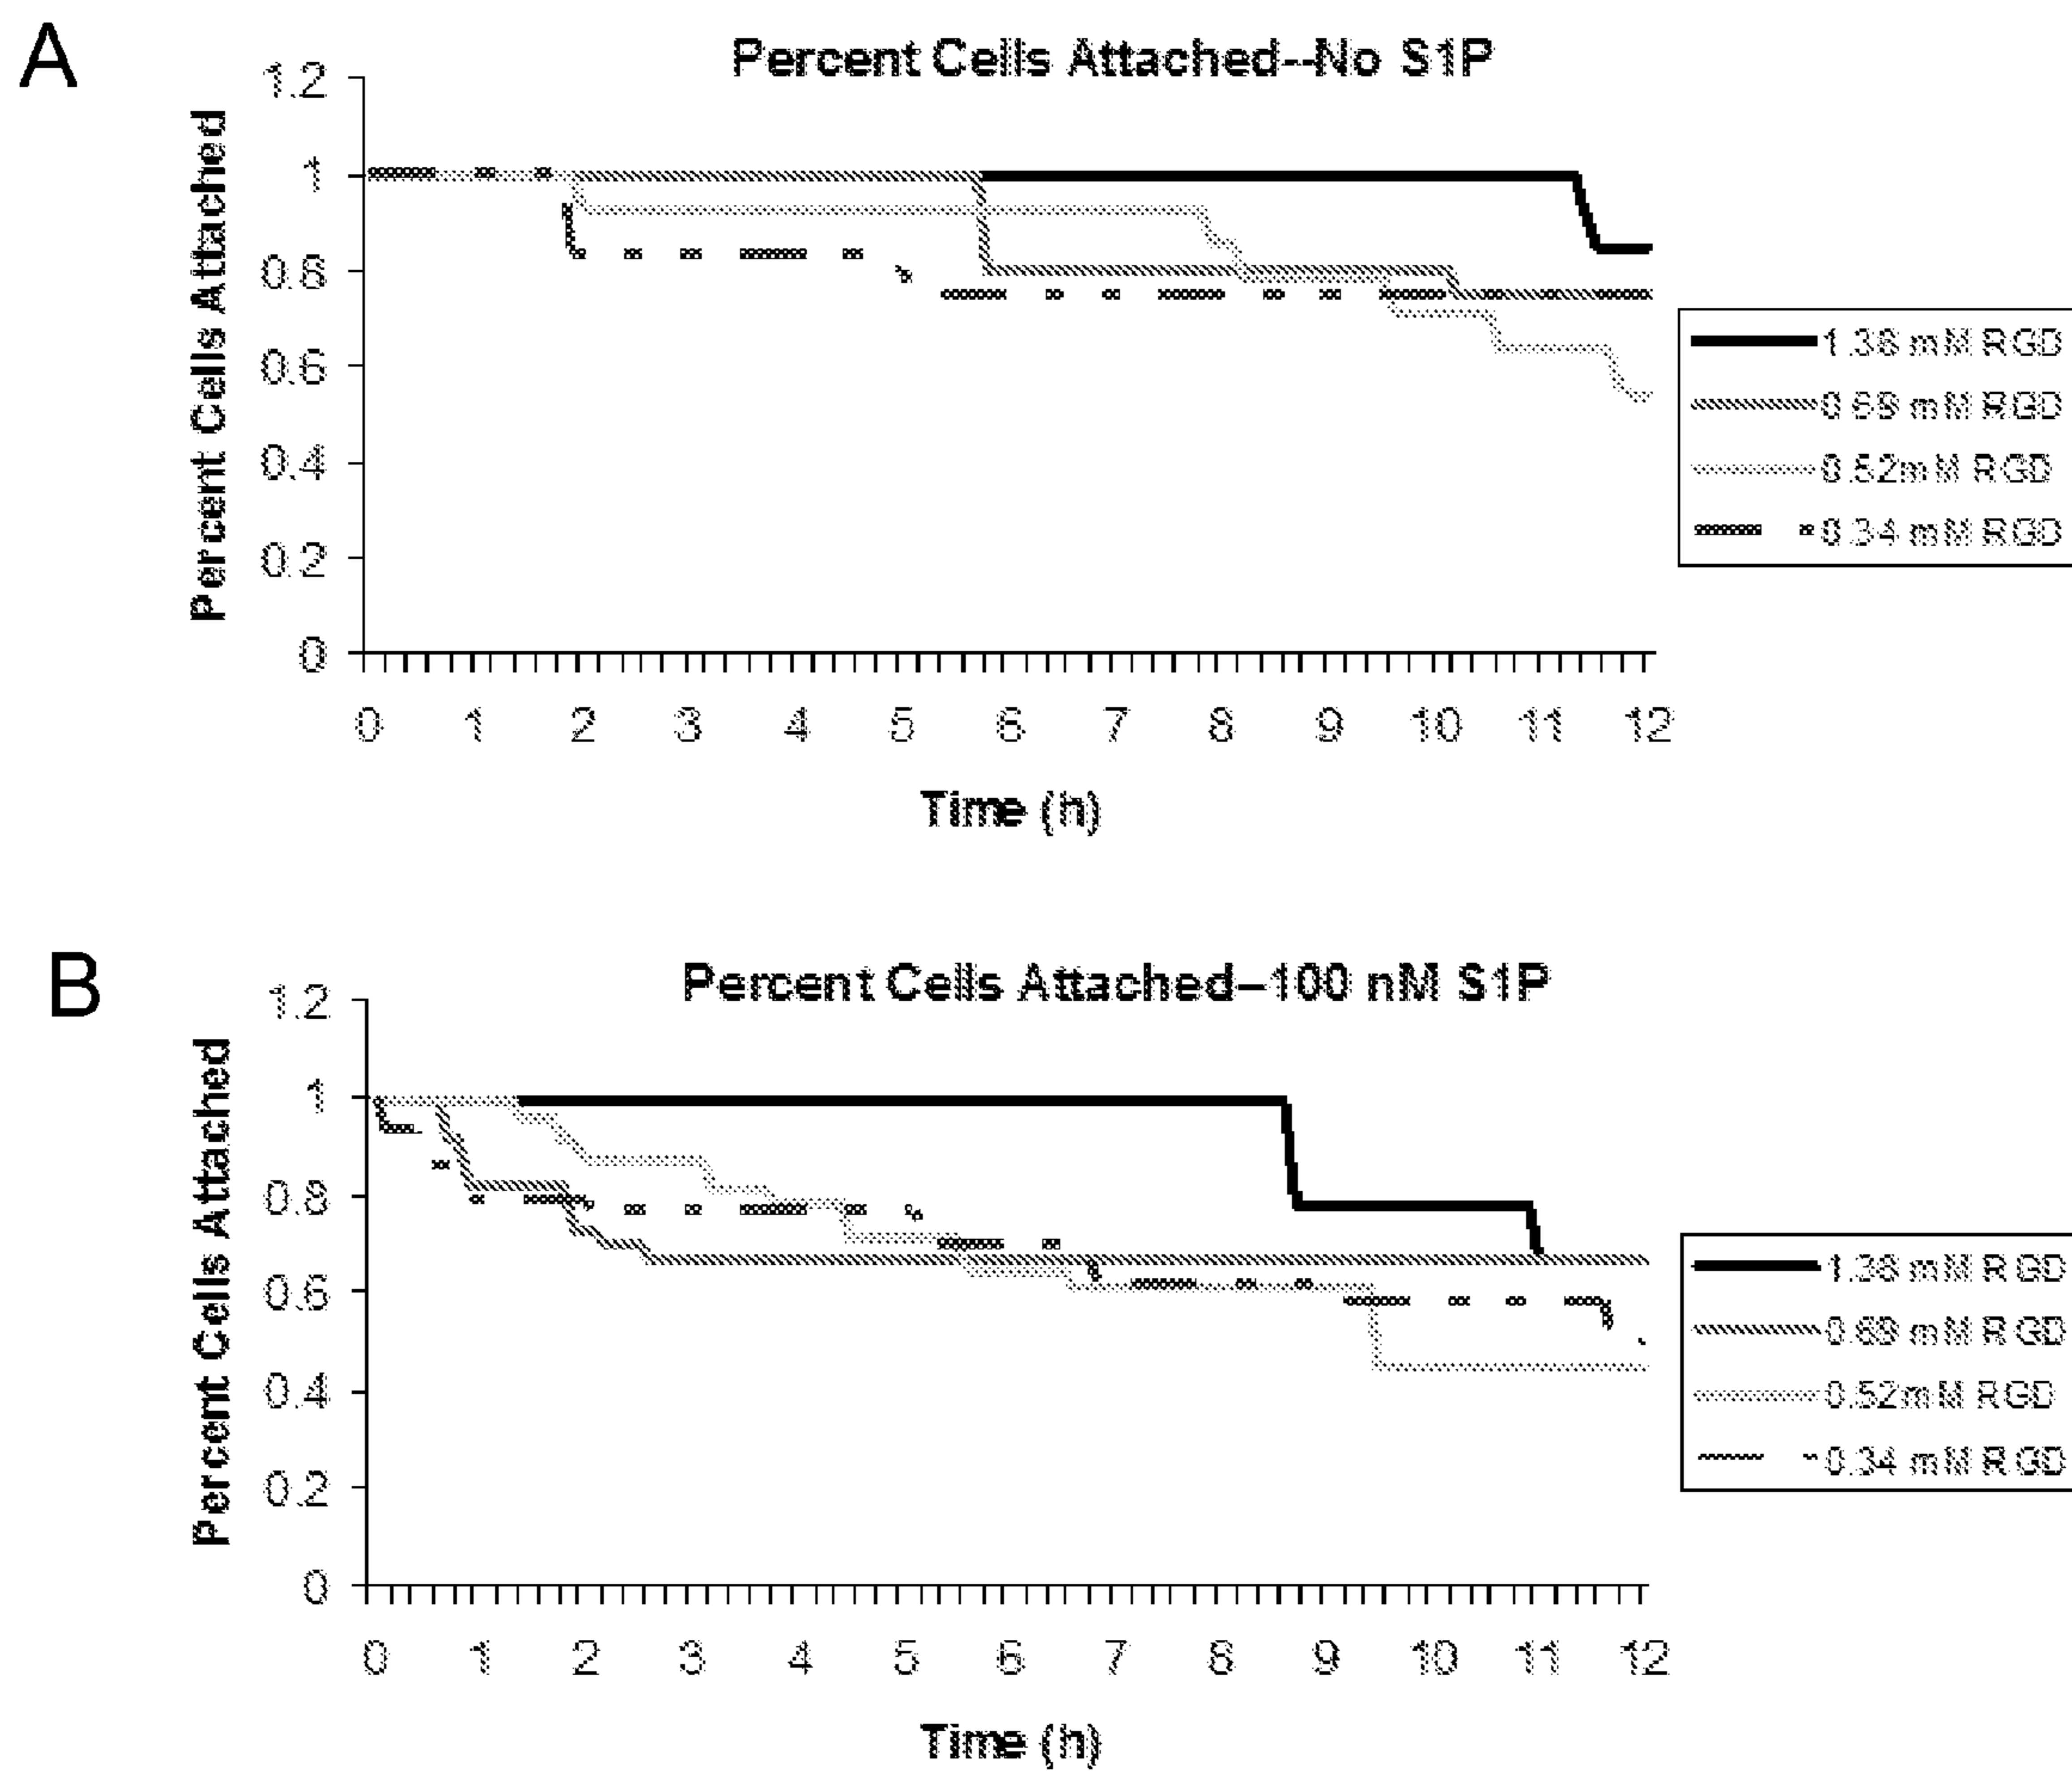 A
Percent Cells Attached--No S1P
Percent Cells Attached
1.2
1
0.8
0.6
0.4
0.2
0
0 1 2 3 4 5 6 7 8 9 10 11 12
Time (h)
1.38 mM RGD
0.69 mM RGD
0.52mM RGD
0.34 mM RGD
B
Percent Cells Attached--100 nM S1P
Percent Cells Attached
1.2
1
0.8
0.6
0.4
0.2
0
0 1 2 3 4 5 6 7 8 9 10 11 12
Time (h)
1.38 mM RGD
0.69 mM RGD
0.52mM RGD
0.34 mM RGD